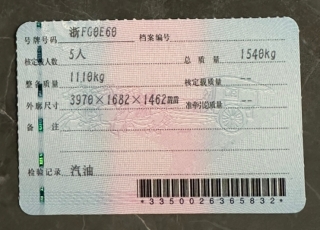 号牌号码 浙F00E60 档案编号
核定载人数 5人 总质量 1540kg
整备质量 1110kg 核定载质量 --
外廓尺寸 3970×1682×1462mm 准牵引总质量 --
备注
检验记录 汽油
*3350026365832*